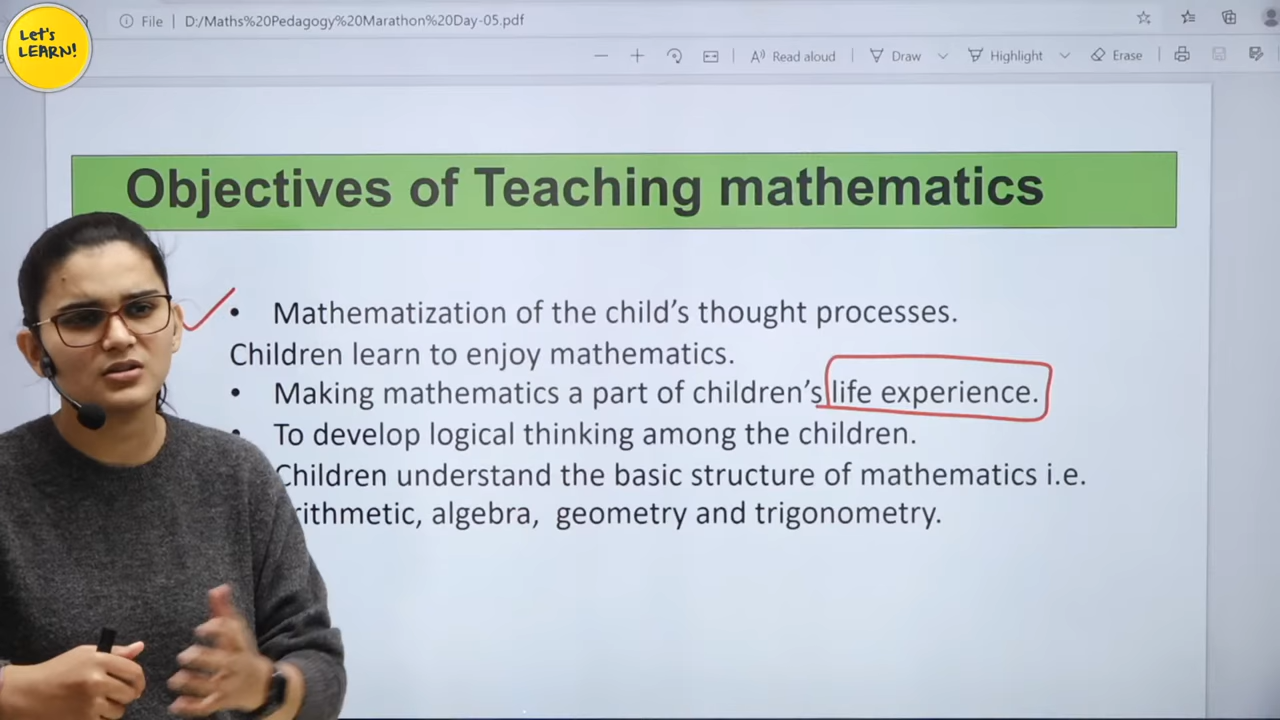 Let's
LEARN!
File D:/Maths%20Pedagogy%20Marathon%20Day-05.pdf
Read aloud Draw Highlight Erase
Objectives of Teaching mathematics
• Mathematization of the child's thought processes.
Children learn to enjoy mathematics.
• Making mathematics a part of children's life experience.
• To develop logical thinking among the children.
Children understand the basic structure of mathematics i.e.
rithmetic, algebra, geometry and trigonometry.